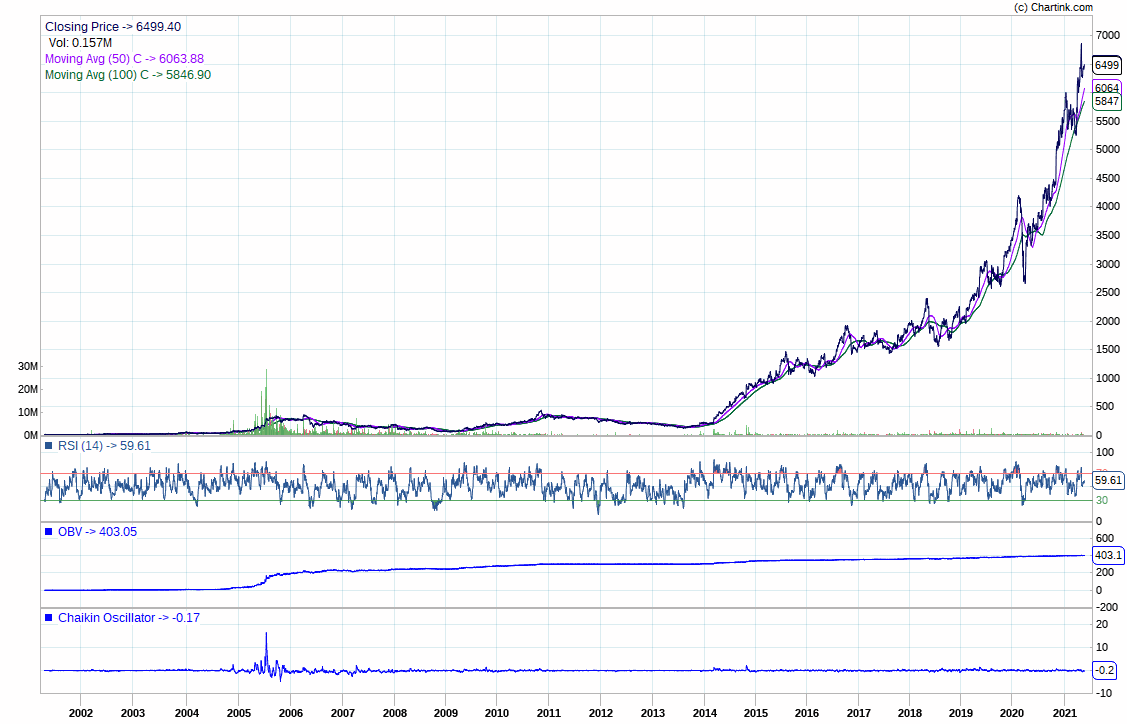 (c) Chartink.com
Closing Price -> 6499.40
Vol: 0.157M
Moving Avg (50) C -> 6063.88
Moving Avg (100) C -> 5846.90
7000
6499
6064
5847
5500
5000
4500
4000
3500
3000
2500
2000
1500
1000
500
0
30M
20M
10M
0M
RSI (14) -> 59.61
100
59.61
30
0
OBV -> 403.05
600
403.1
200
0
-200
Chaikin Oscillator -> -0.17
20
10
-0.2
-10
2002 2003 2004 2005 2006 2007 2008 2009 2010 2011 2012 2013 2014 2015 2016 2017 2018 2019 2020 2021